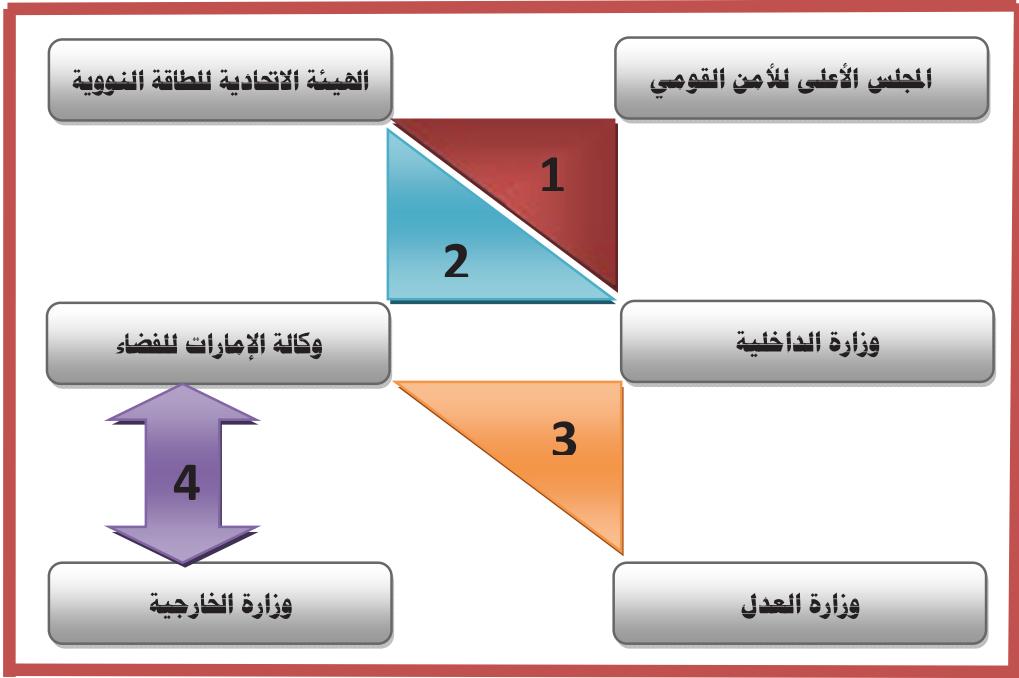 المجلس الأعلى للأمن القومي
الهيئة الاتحادية للطاقة النووية
1
2
وزارة الداخلية
وكالة الإمارات للفضاء
3
4
وزارة العدل
وزارة الخارجية